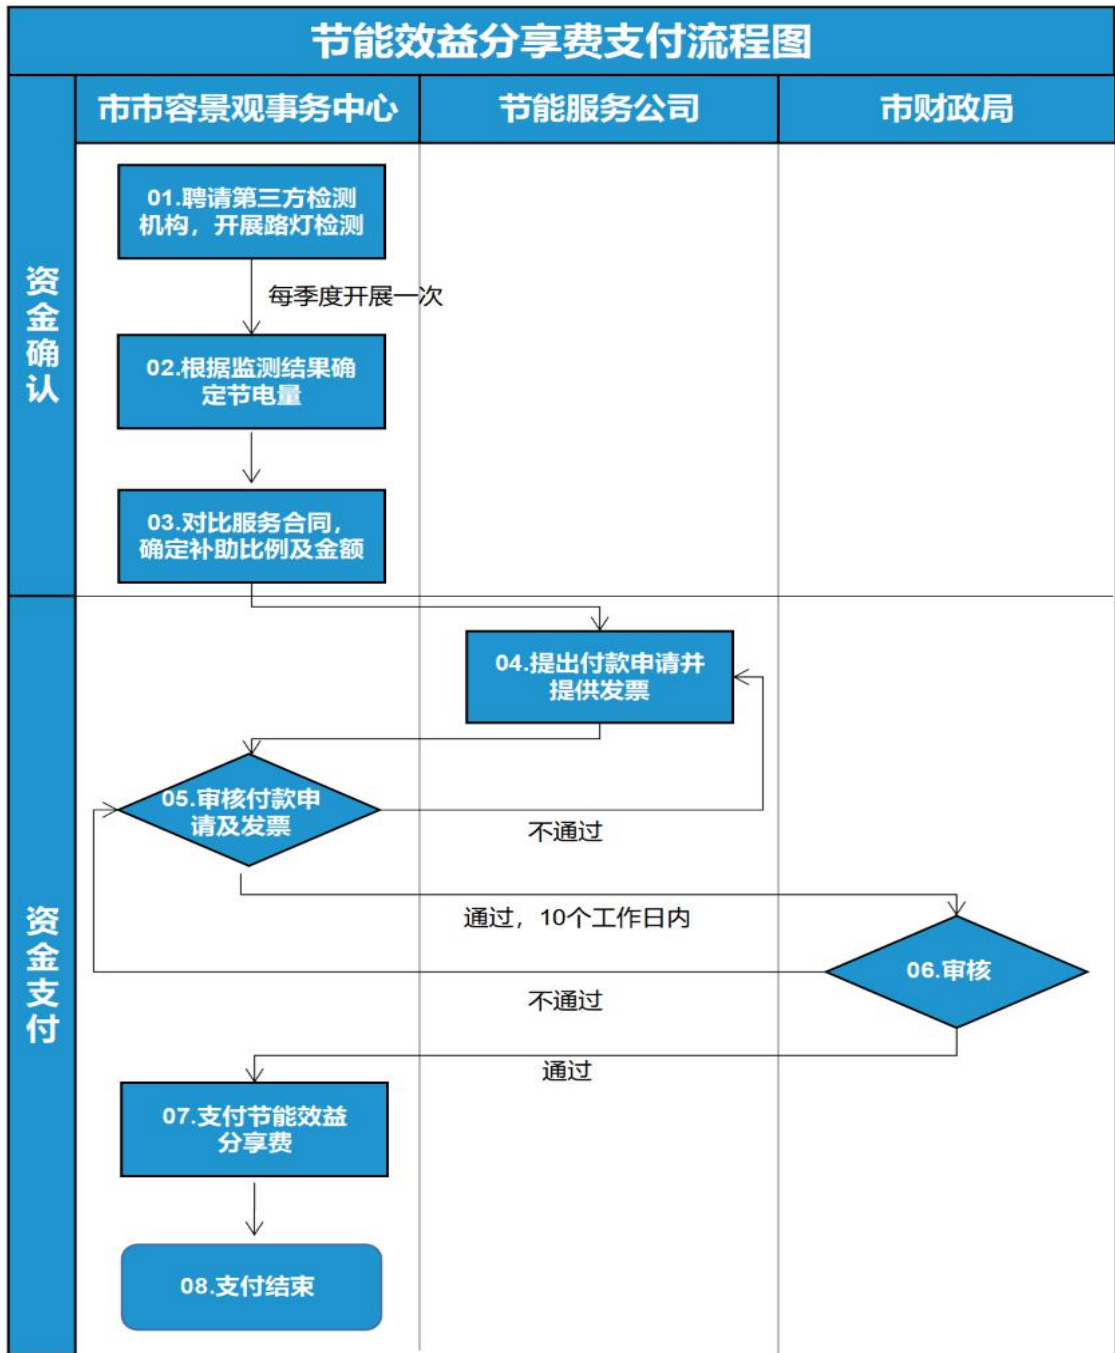 节能效益分享费支付流程图
市市容景观事务中心
节能服务公司
市财政局
资金确认
01.聘请第三方检测
机构，开展路灯检测
每季度开展一次
02.根据监测结果确
定节电量
03.对比服务合同，
确定补助比例及金额
资金支付
04.提出付款申请并
提供发票
05.审核付款申
请及发票
不通过
通过，10个工作日内
06.审核
不通过
通过
07.支付节能效益
分享费
08.支付结束